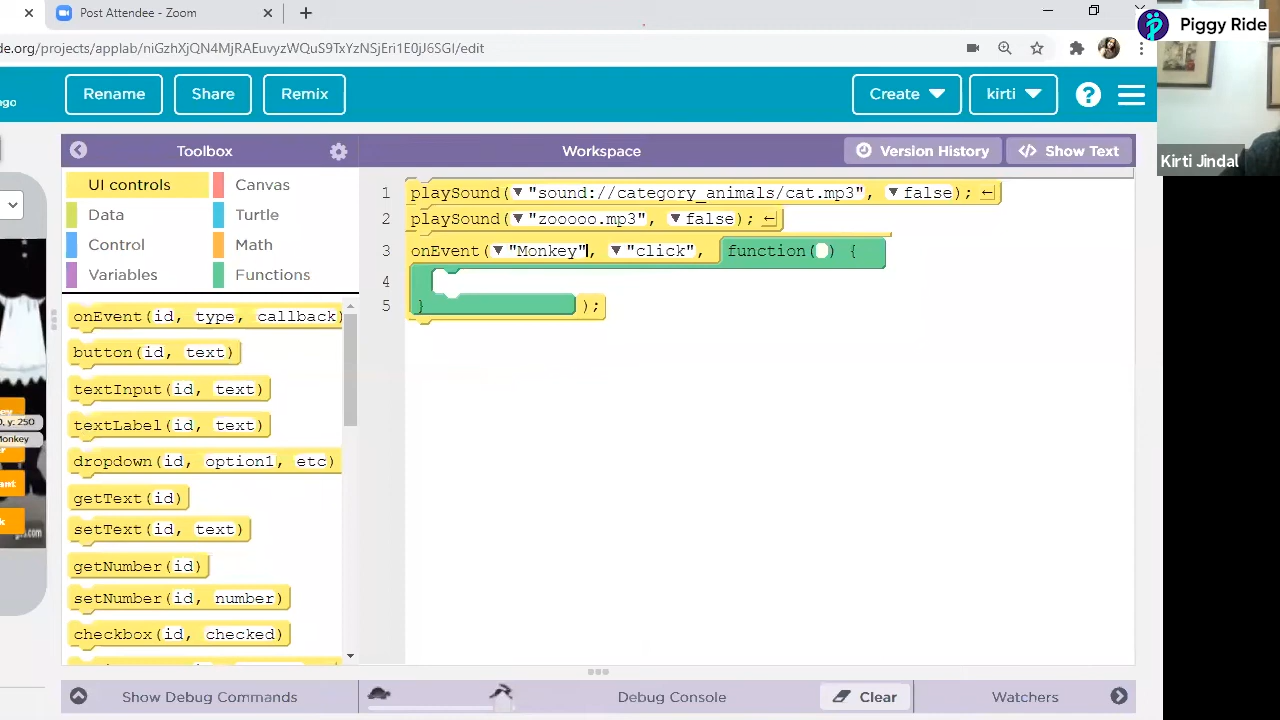 Post Attendee - Zoom
Piggy Ride
de.org/projects/applab/niGzhXjQN4MjRAEuvyzWQuS9TxYzNSjEri1E0jJ6SGI/edit
ago
Rename
Share
Remix
Create
kirti
Kirti Jindal
Toolbox
Workspace
Version History
Show Text
UI controls
Canvas
Data
Turtle
Control
Math
Variables
Functions
1 playSound( "sound://category_animals/cat.mp3", false);
2 playSound( "zooooo.mp3", false);
3 onEvent( "Monkey", "click", function( ) {
4
5 } );
onEvent(id, type, callback)
button(id, text)
textInput(id, text)
textLabel(id, text)
dropdown(id, option1, etc)
getText(id)
setText(id, text)
getNumber(id)
setNumber(id, number)
checkbox(id, checked)
y: 250
Monkey
Show Debug Commands
Debug Console
Clear
Watchers